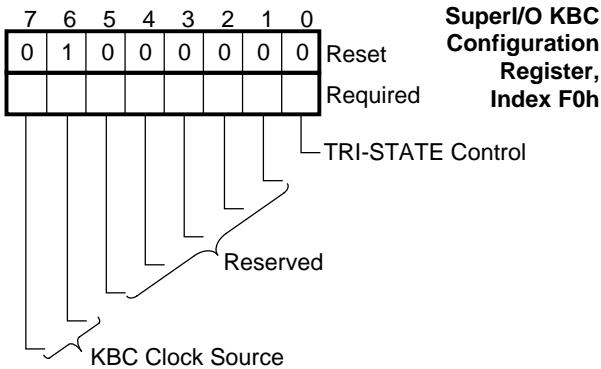 7 6 5 4 3 2 1 0
SuperI/O KBC
Configuration
Register,
Index F0h
0 1 0 0 0 0 0 0 Reset
Required
TRI-STATE Control
Reserved
KBC Clock Source